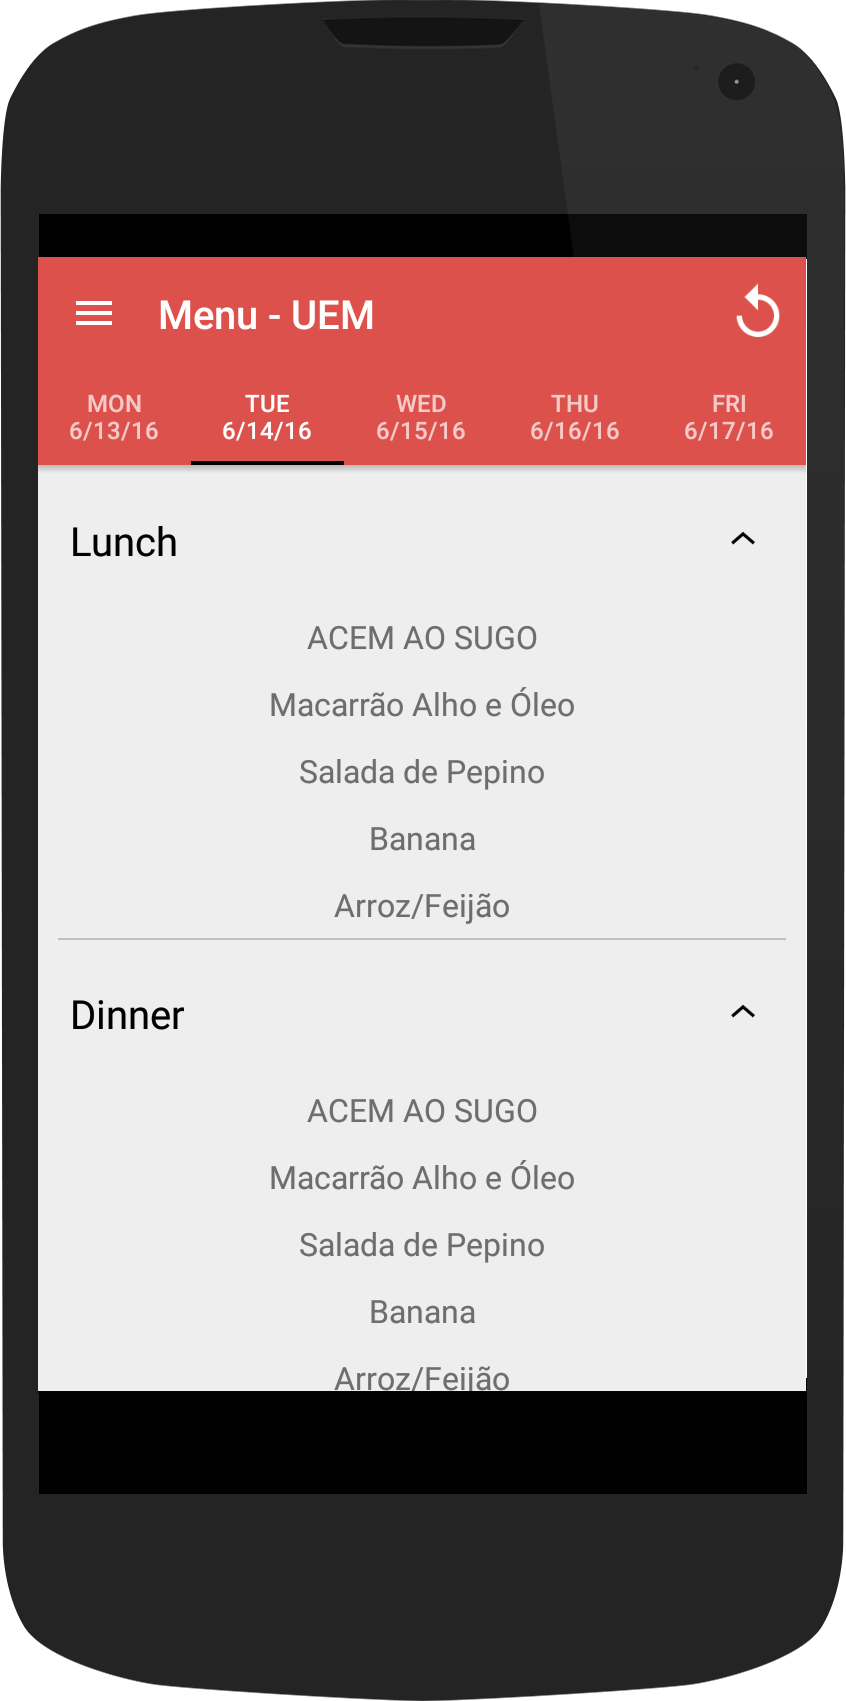 Menu - UEM
MON
6/13/16
TUE
6/14/16
WED
6/15/16
THU
6/16/16
FRI
6/17/16
Lunch
ACEM AO SUGO
Macarrão Alho e Óleo
Salada de Pepino
Banana
Arroz/Feijão
Dinner
ACEM AO SUGO
Macarrão Alho e Óleo
Salada de Pepino
Banana
Arroz/Feijão